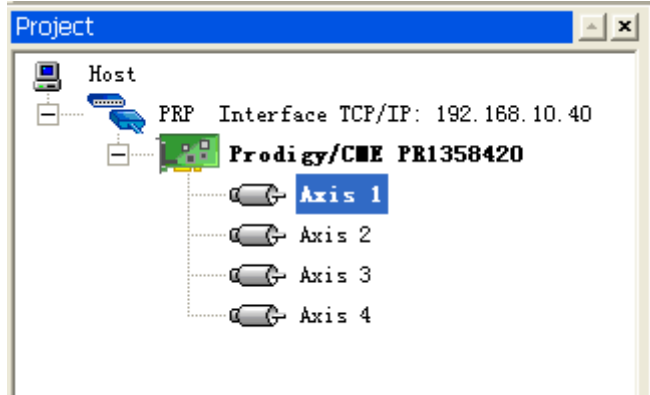 Project
Host
PRP Interface TCP/IP: 192.168.10.40
Prodigy/CME PR1358420
Axis 1
Axis 2
Axis 3
Axis 4